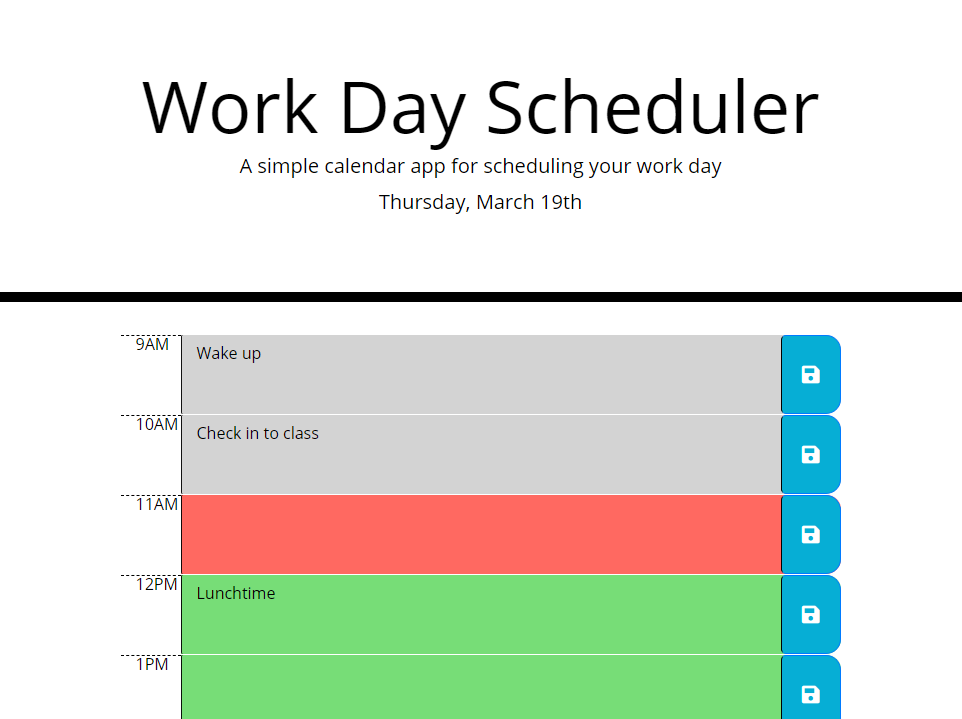 Work Day Scheduler
A simple calendar app for scheduling your work day
Thursday, March 19th
9AM
Wake up
10AM
Check in to class
11AM
12PM
Lunchtime
1PM